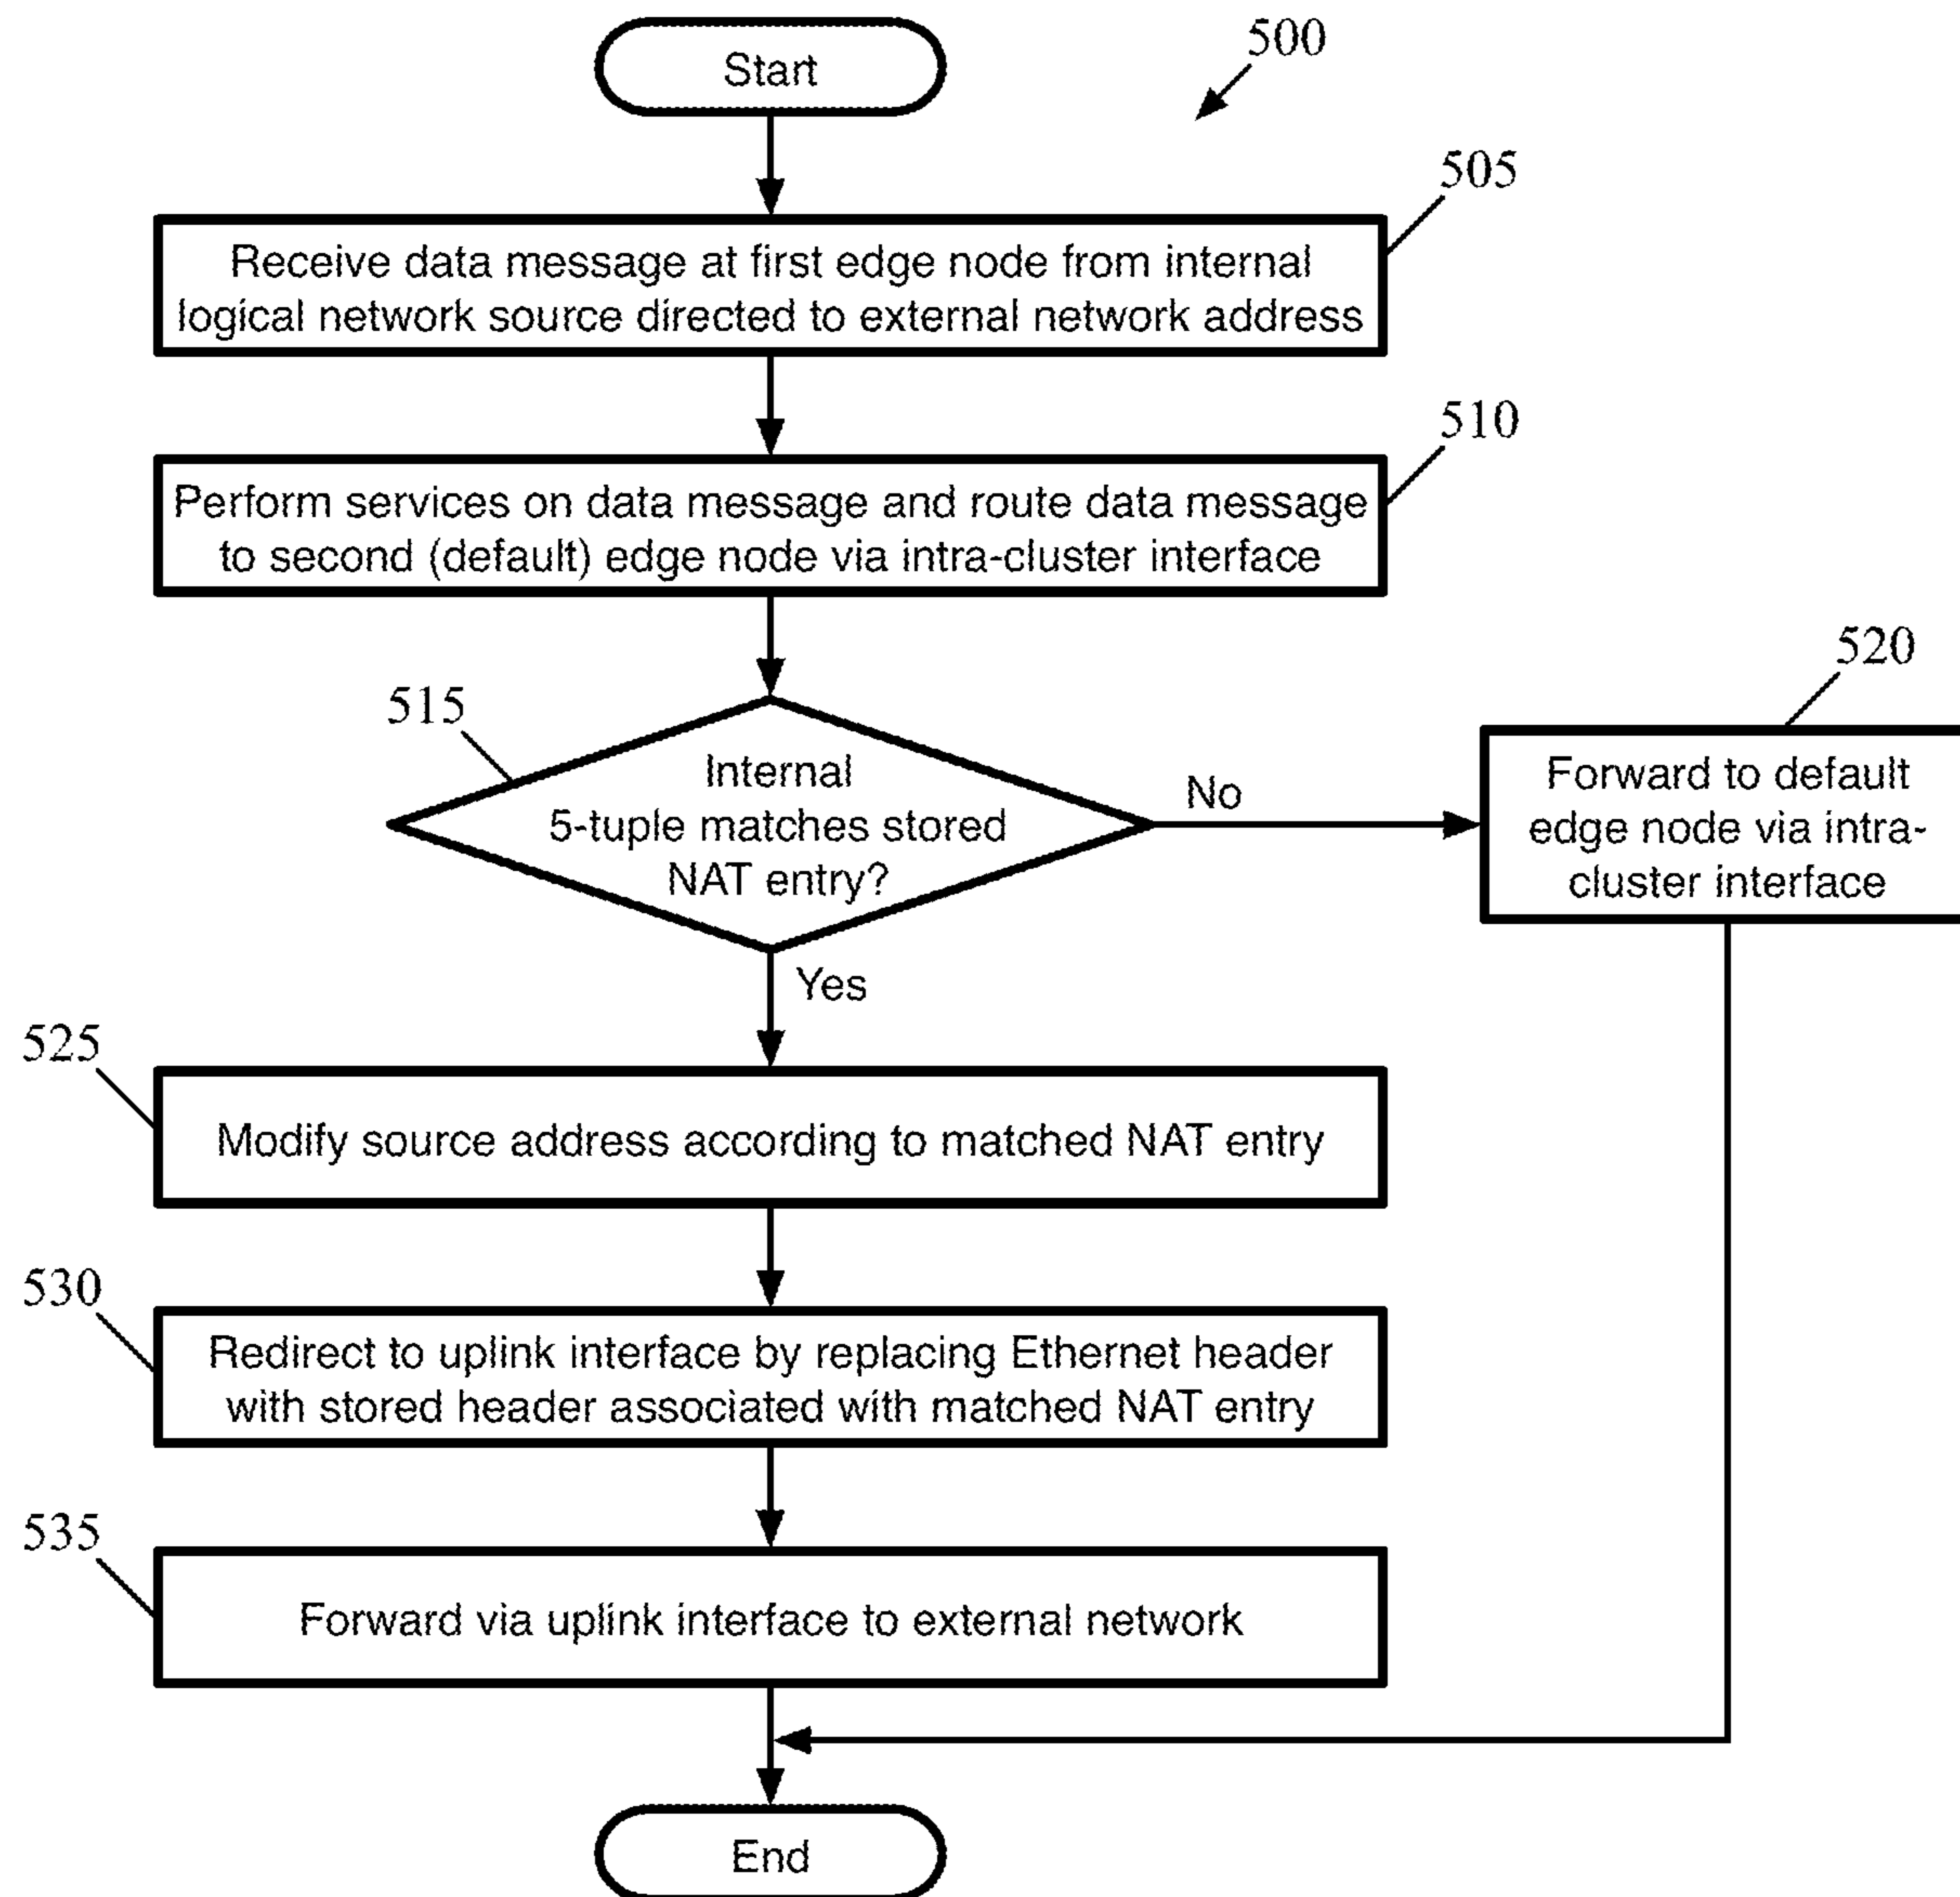 Start
500
505
Receive data message at first edge node from internal
logical network source directed to external network address
510
Perform services on data message and route data message
to second (default) edge node via intra-cluster interface
515
Internal
5-tuple matches stored
NAT entry?
No
520
Forward to default
edge node via intra-
cluster interface
Yes
525
Modify source address according to matched NAT entry
530
Redirect to uplink interface by replacing Ethernet header
with stored header associated with matched NAT entry
535
Forward via uplink interface to external network
End